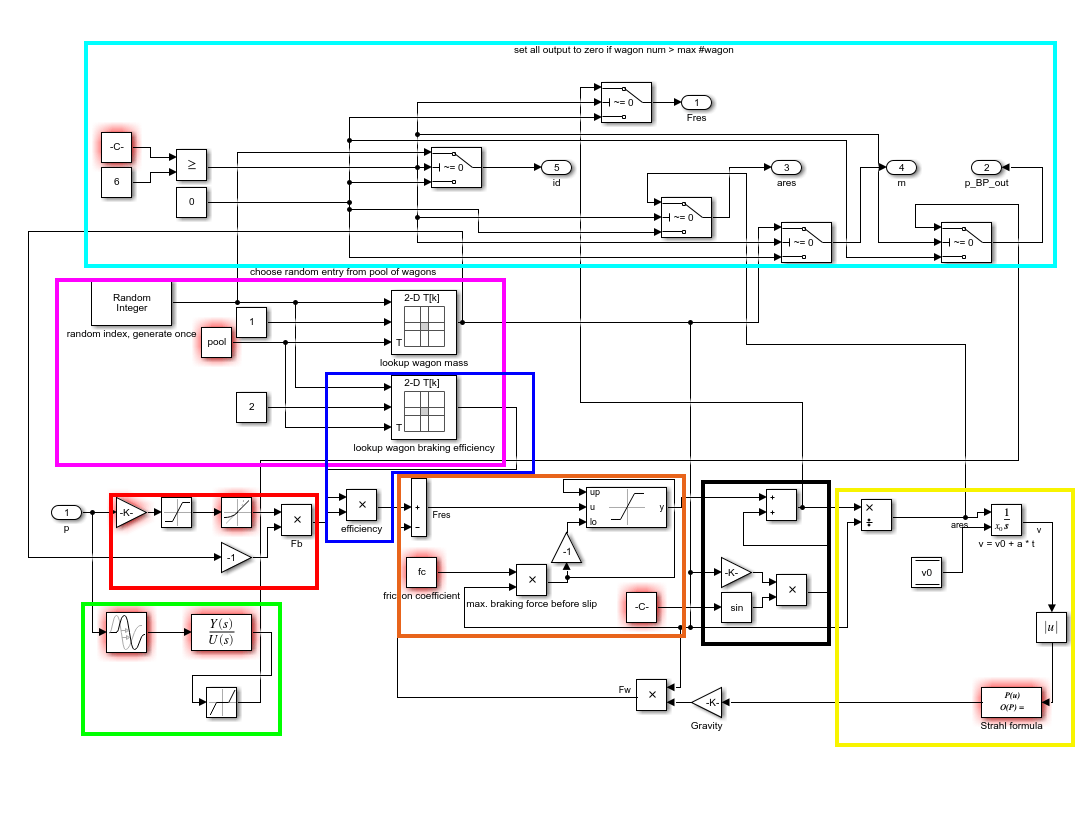 set all output to zero if wagon num > max #wagon
~= 0
1
Fres
-C-
≥
6
0
~= 0
5
id
3
ares
4
m
2
p_BP_out
~= 0
~= 0
~= 0
choose random entry from pool of wagons
Random
Integer
random index, generate once
1
pool
2-D T[k]
T
lookup wagon mass
2
2-D T[k]
T
lookup wagon braking efficiency
1
p
-K-
×
Fb
-1
×
efficiency
+
−
Fres
up
u
lo
y
-1
fc
friction coefficient
×
max. braking force before slip
-C-
+
+
-K-
sin
×
×
÷
ares
1
s
x₀
v
v = v0 + a * t
v0
|u|
Y(s)
U(s)
Fw
×
-K-
Gravity
P(u)
O(P) =
Strahl formula